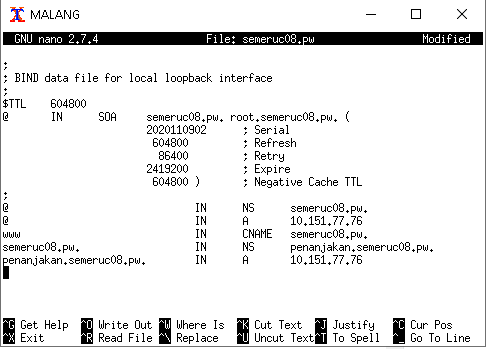 MALANG
GNU nano 2.7.4 File: semeruc08.pw Modified
;
; BIND data file for local loopback interface
;
$TTL 604800
@ IN SOA semeruc08.pw. root.semeruc08.pw. (
2020110902 ; Serial
604800 ; Refresh
86400 ; Retry
2419200 ; Expire
604800 ) ; Negative Cache TTL
;
@ IN NS semeruc08.pw.
@ IN A 10.151.77.76
www IN CNAME semeruc08.pw.
semeruc08.pw. IN NS penanjakan.semeruc08.pw.
penanjakan.semeruc08.pw. IN A 10.151.77.76
^G Get Help ^O Write Out ^W Where Is ^K Cut Text ^J Justify ^C Cur Pos
^X Exit ^R Read File ^\ Replace ^U Uncut Text ^T To Spell ^_ Go To Line